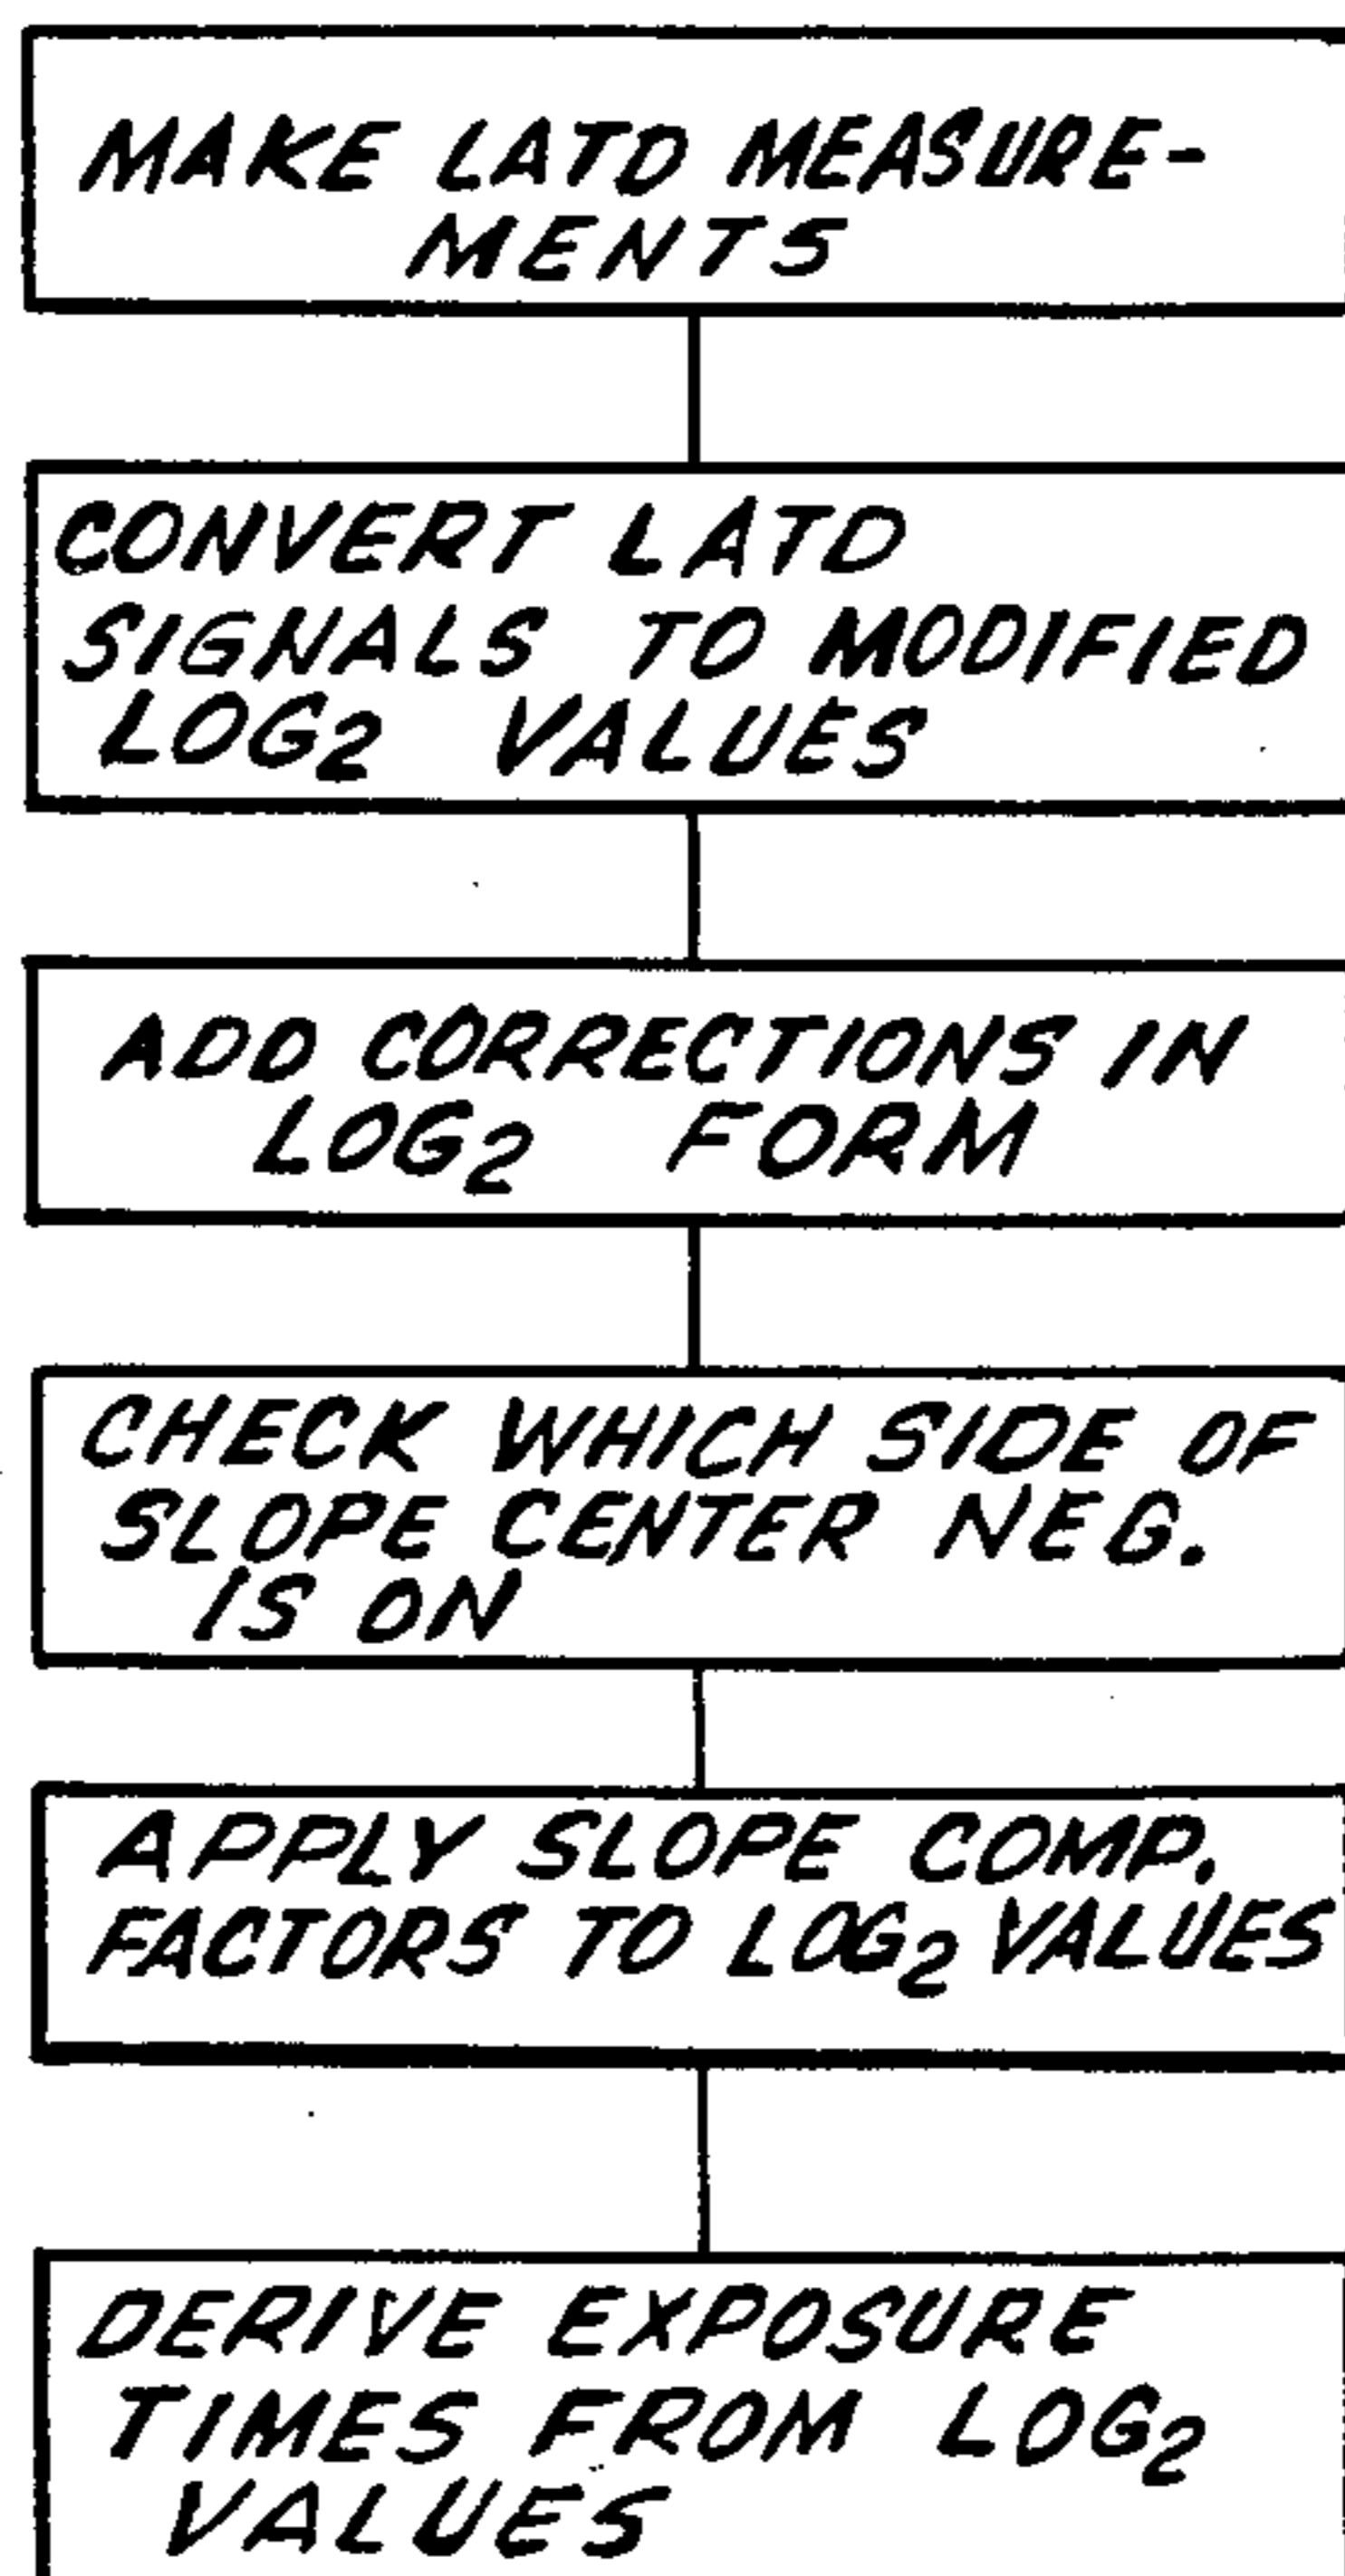 MAKE LATD MEASURE-
MENTS
CONVERT LATD
SIGNALS TO MODIFIED
LOG2 VALUES
ADD CORRECTIONS IN
LOG2 FORM
CHECK WHICH SIDE OF
SLOPE CENTER NEG.
IS ON
APPLY SLOPE COMP.
FACTORS TO LOG2 VALUES
DERIVE EXPOSURE
TIMES FROM LOG2
VALUES